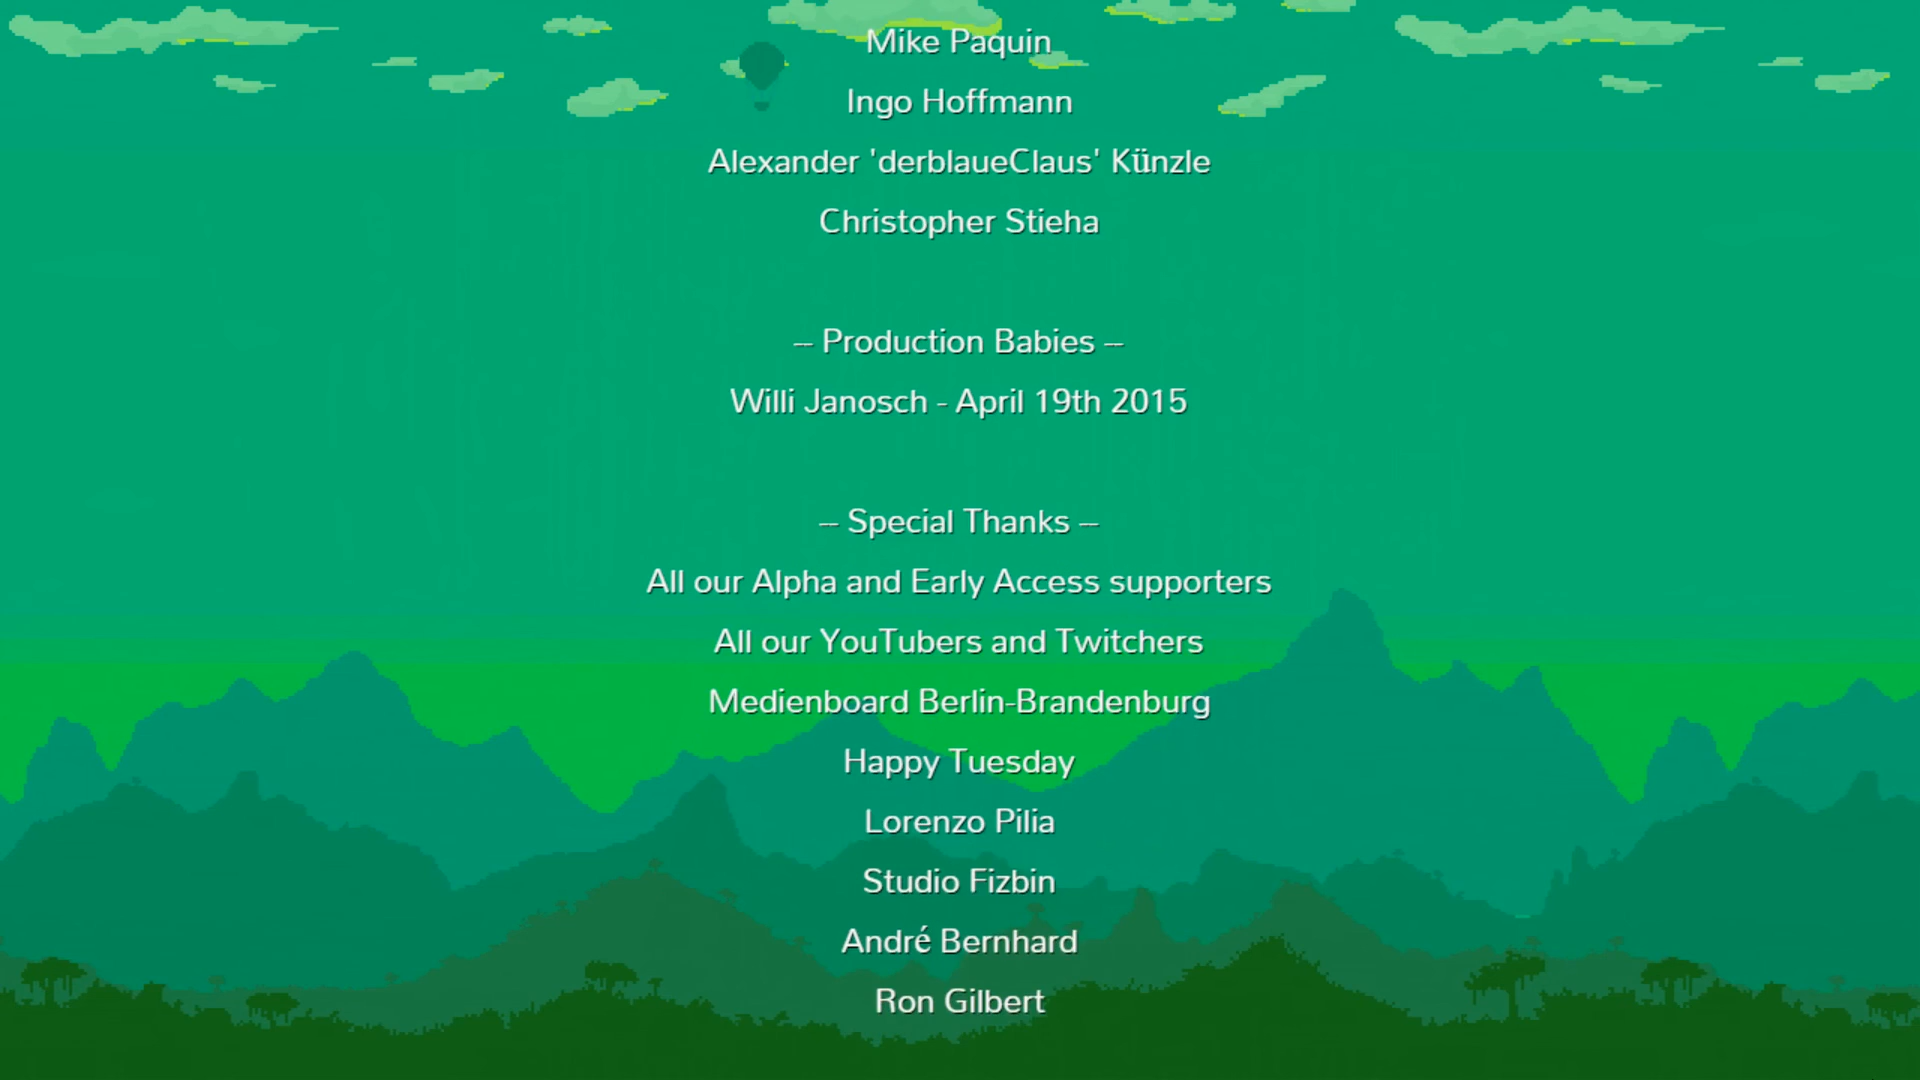 Mike Paquin
Ingo Hoffmann
Alexander 'derblaueClaus' Künzle
Christopher Stieha
-- Production Babies --
Willi Janosch - April 19th 2015
-- Special Thanks --
All our Alpha and Early Access supporters
All our YouTubers and Twitchers
Medienboard Berlin-Brandenburg
Happy Tuesday
Lorenzo Pilia
Studio Fizbin
André Bernhard
Ron Gilbert